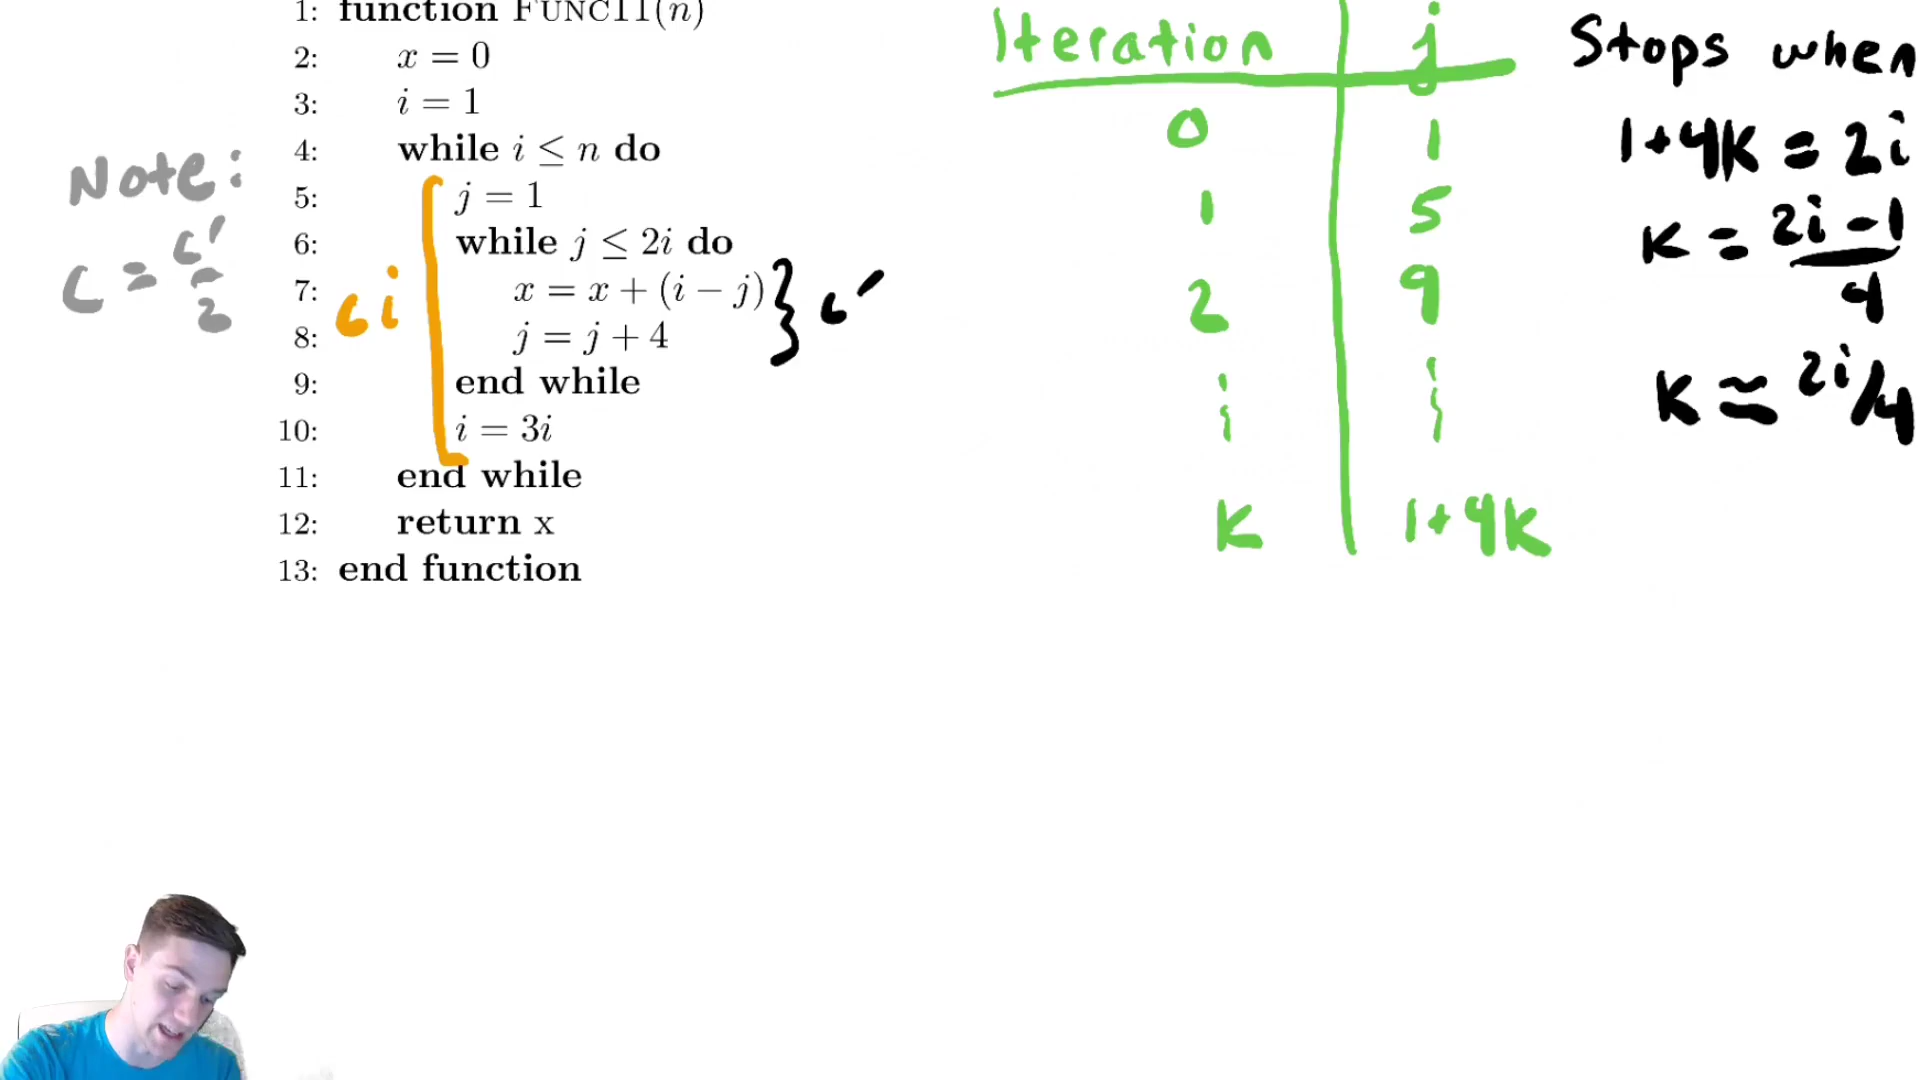 1: function FUNC11(n)
2: x = 0
3: i = 1
4: while i ≤ n do
5: j = 1
6: while j ≤ 2i do
7: x = x + (i − j)
8: j = j + 4
9: end while
10: i = 3i
11: end while
12: return x
13: end function
Note:
c = c'/2
ci
c'
Iteration j
0 1
1 5
2 9
⋮ ⋮
k 1+4k
Stops when
1+4k = 2i
k = (2i − 1)/4
k ≈ 2i/4